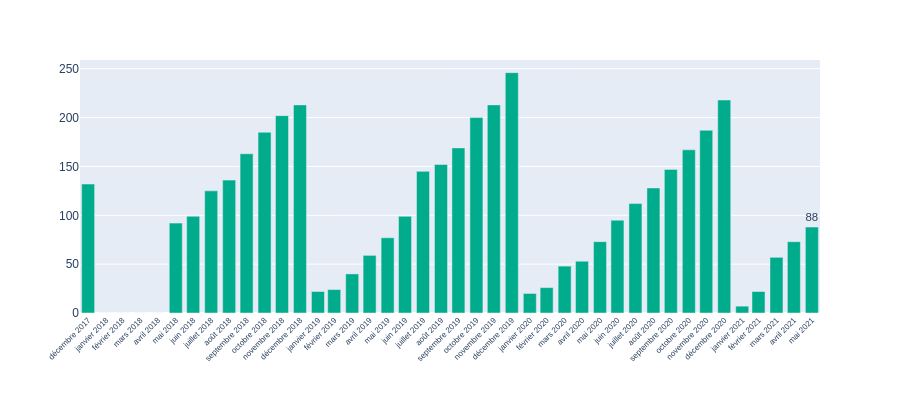 250
200
150
100
50
0
88
décembre 2017
janvier 2018
février 2018
mars 2018
avril 2018
mai 2018
juin 2018
juillet 2018
août 2018
septembre 2018
octobre 2018
novembre 2018
décembre 2018
janvier 2019
février 2019
mars 2019
avril 2019
mai 2019
juin 2019
juillet 2019
août 2019
septembre 2019
octobre 2019
novembre 2019
décembre 2019
janvier 2020
février 2020
mars 2020
avril 2020
mai 2020
juin 2020
juillet 2020
août 2020
septembre 2020
octobre 2020
novembre 2020
décembre 2020
janvier 2021
février 2021
mars 2021
avril 2021
mai 2021